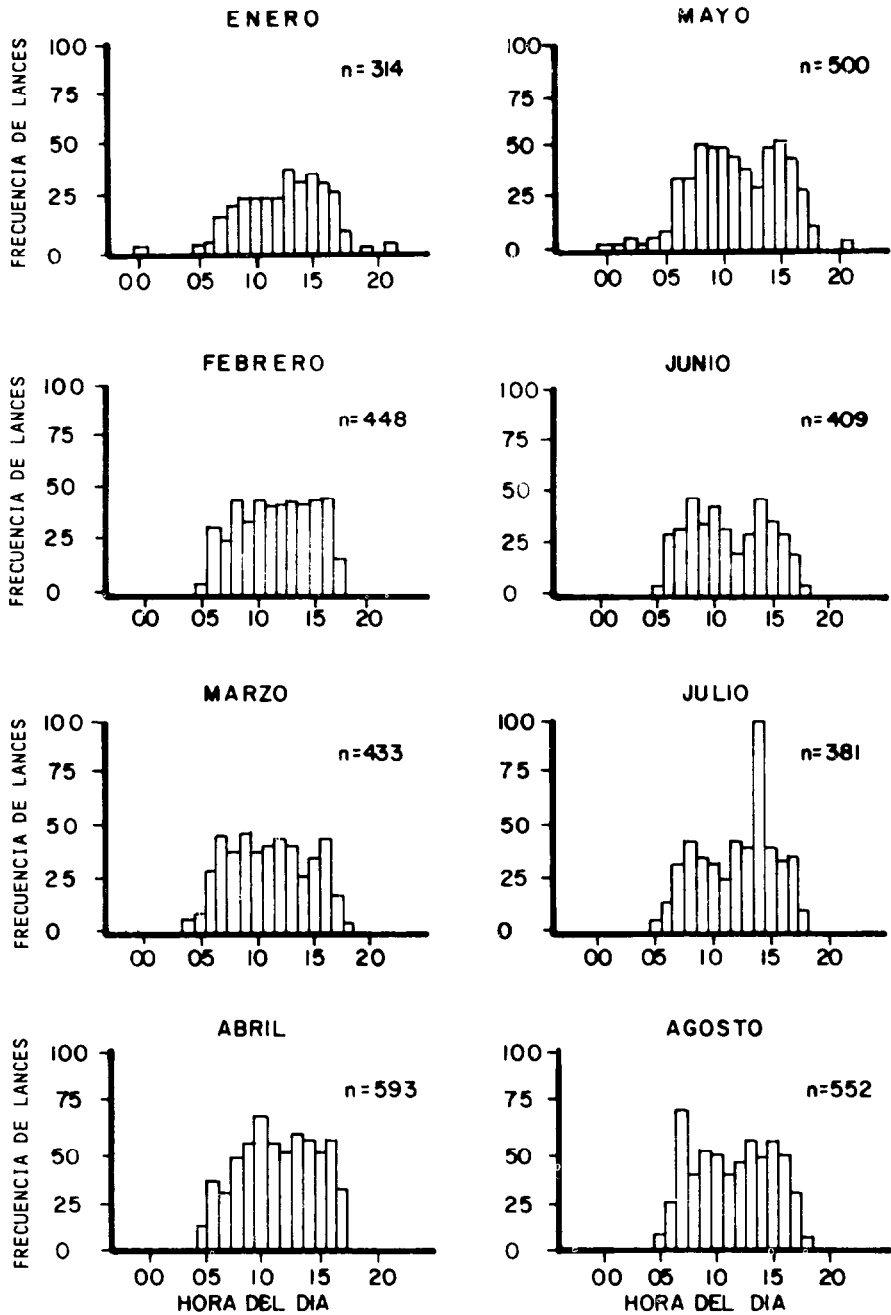 ENERO
FRECUENCIA DE LANCES
100
75
50
25
0
n=314
00 05 10 15 20
MAYO
100
75
50
25
0
n=500
00 05 10 15 20
FEBRERO
FRECUENCIA DE LANCES
100
75
50
25
0
n=448
00 05 10 15 20
JUNIO
100
75
50
25
0
n=409
00 05 10 15 20
MARZO
FRECUENCIA DE LANCES
100
75
50
25
0
n=433
00 05 10 15 20
JULIO
100
75
50
25
0
n=381
00 05 10 15 20
ABRIL
FRECUENCIA DE LANCES
100
75
50
25
0
n=593
00 05 10 15 20
HORA DEL DIA
AGOSTO
100
75
50
25
0
n=552
00 05 10 15 20
HORA DEL DIA